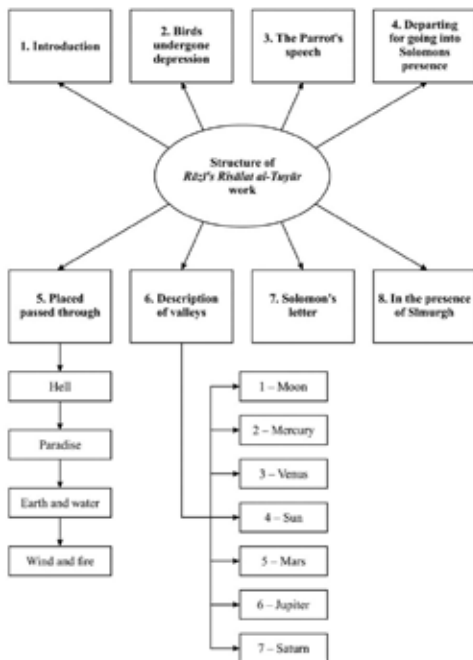 1. Introduction
2. Birds
undergone
depression
3. The Parrot's
speech
4. Departing
for going into
Solomons
presence
Structure of
Rāzī's Risālat al-Tuyūr
work
5. Placed
passed through
6. Description
of valleys
7. Solomon's
letter
8. In the presence
of SImurgh
Hell
Paradise
Earth and water
Wind and fire
1 – Moon
2 – Mercury
3 – Venus
4 – Sun
5 – Mars
6 – Jupiter
7 – Saturn